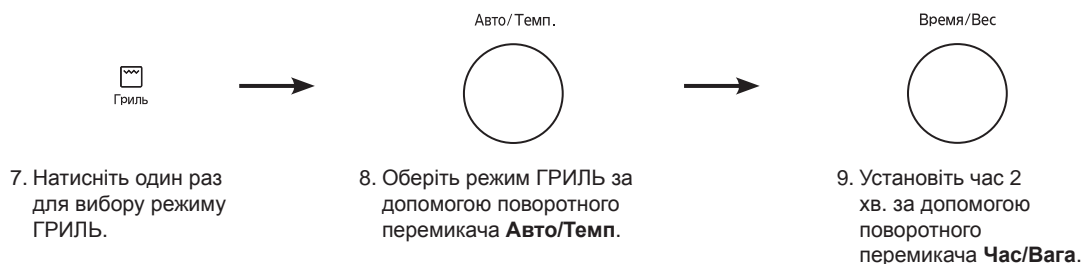 Авто/Темп.
Время/Вес
Гриль
7. Натисніть один раз
для вибору режиму
ГРИЛЬ.
8. Оберіть режим ГРИЛЬ за
допомогою поворотного
перемикача Авто/Темп.
9. Установіть час 2
хв. за допомогою
поворотного
перемикача Час/Вага.